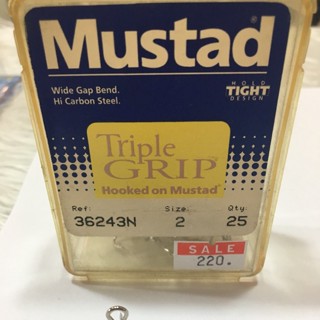 Mustad®
Wide Gap Bend.
Hi Carbon Steel.
HOLD
TIGHT
DESIGN
Triple
GRIP™
Hooked on Mustad®
Ref: Size: Qty:
36243N 2 25
SALE
220.